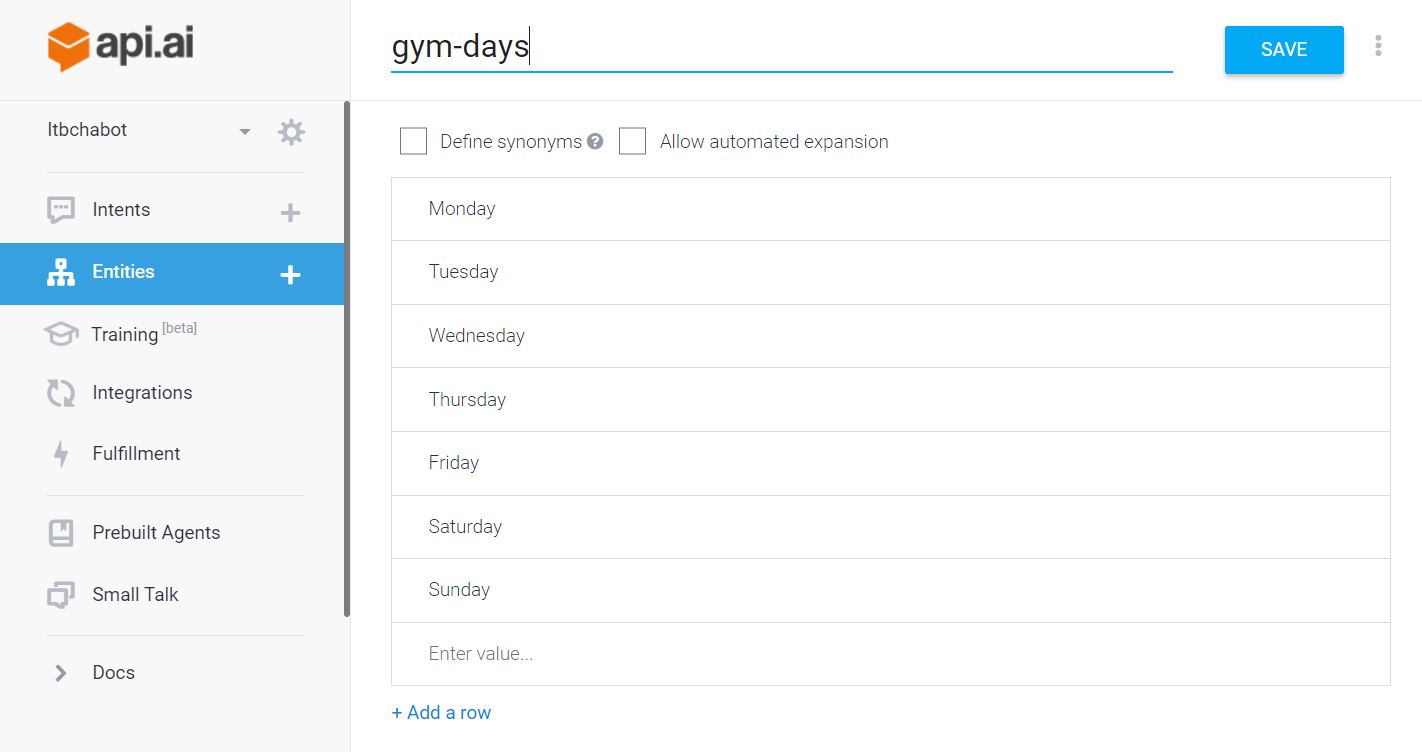 api.ai
ltbchabot
Intents
Entities
Training [beta]
Integrations
Fulfillment
Prebuilt Agents
Small Talk
Docs
gym-days
SAVE
Define synonyms ? Allow automated expansion
Monday
Tuesday
Wednesday
Thursday
Friday
Saturday
Sunday
Enter value...
+ Add a row